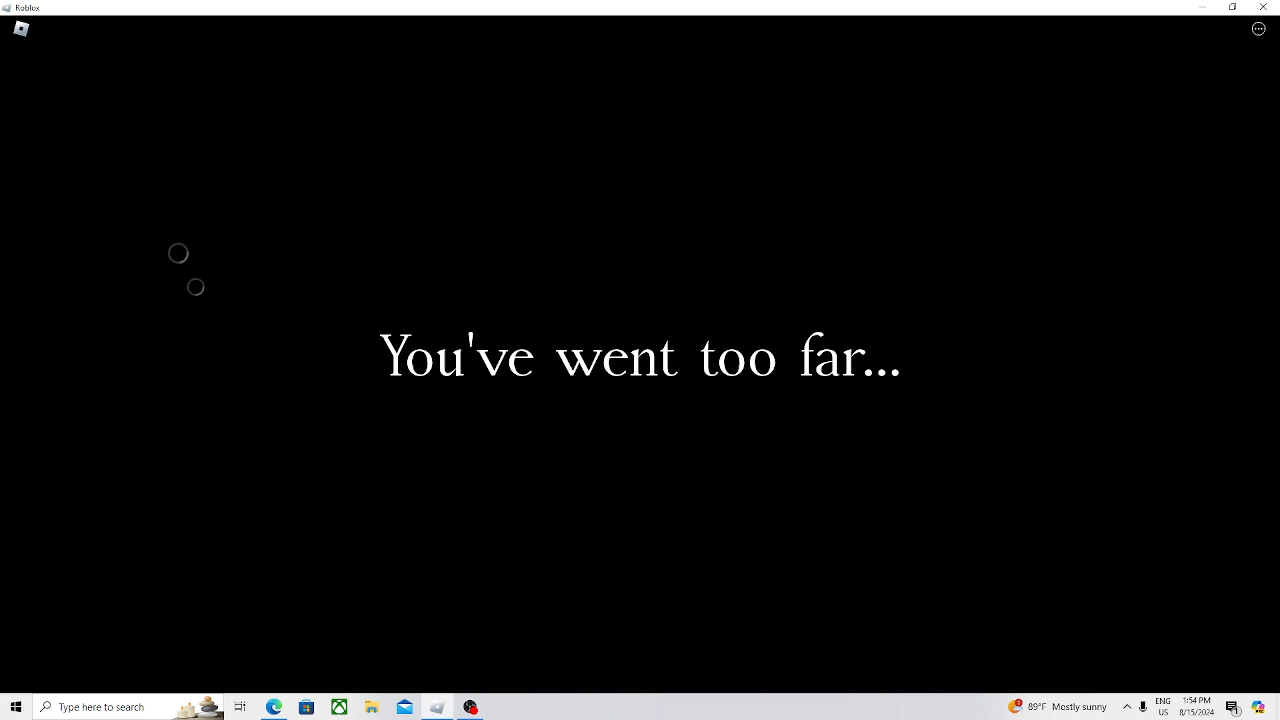 Roblox
You've went too far...
Type here to search
89°F Mostly sunny
ENG
US
1:54 PM
8/15/2024